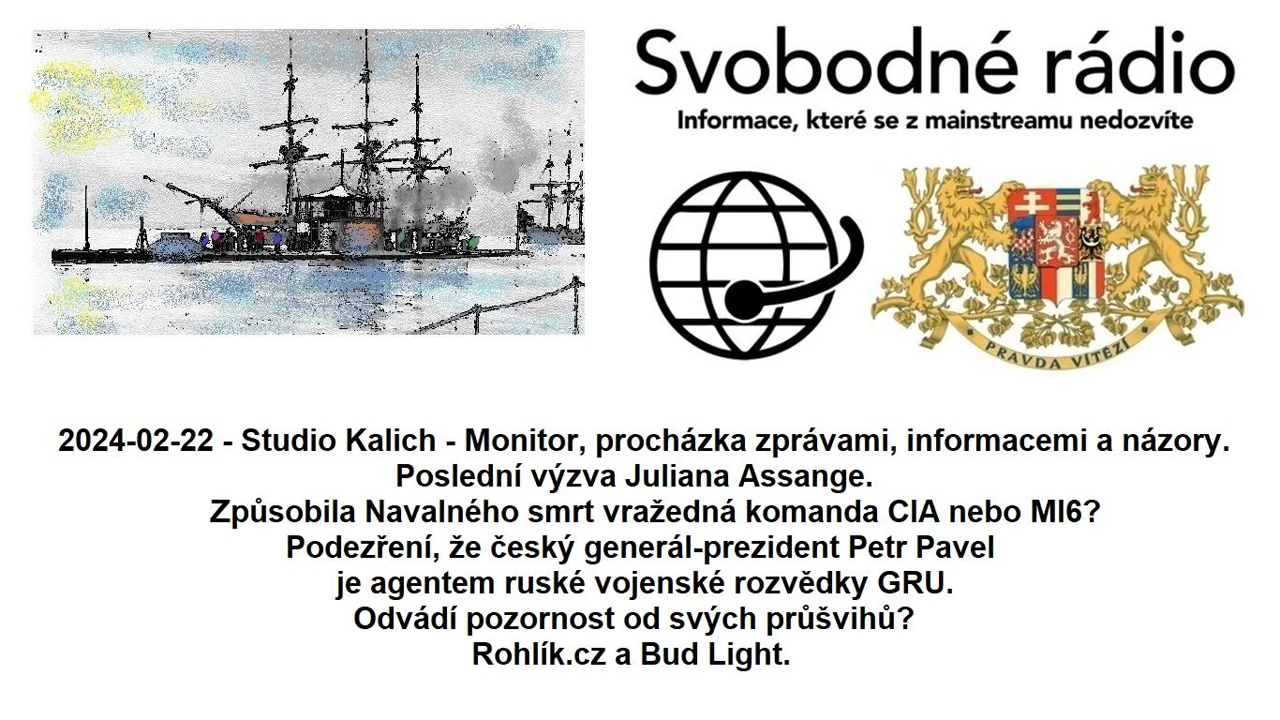 Svobodné rádio
Informace, které se z mainstreamu nedozvíte
PRAVDA VÍTĚZÍ
2024-02-22 - Studio Kalich - Monitor, procházka zprávami, informacemi a názory.
Poslední výzva Juliana Assange.
Způsobila Navalného smrt vražedná komanda CIA nebo MI6?
Podezření, že český generál-prezident Petr Pavel
je agentem ruské vojenské rozvědky GRU.
Odvádí pozornost od svých průšvihů?
Rohlík.cz a Bud Light.